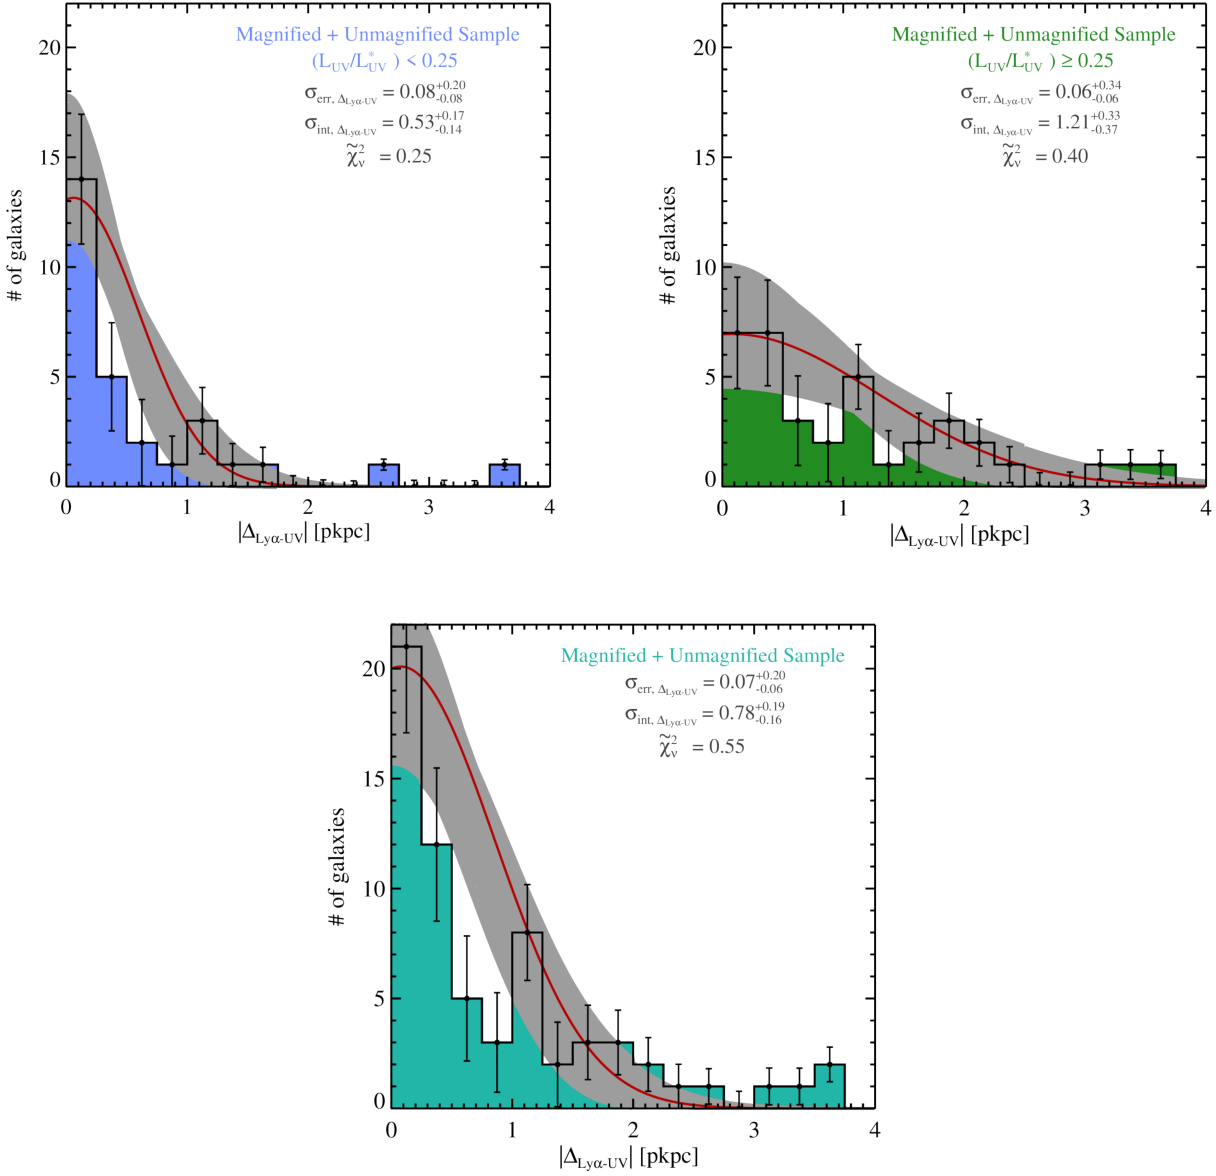 Magnified + Unmagnified Sample
(L_UV/L*_UV) < 0.25
σ_err, Δ_Lyα-UV = 0.08 +0.20 -0.08
σ_int, Δ_Lyα-UV = 0.53 +0.17 -0.14
χ̃²_ν = 0.25
# of galaxies
20
15
10
5
0
0 1 2 3 4
|Δ_Lyα-UV| [pkpc]
Magnified + Unmagnified Sample
(L_UV/L*_UV) ≥ 0.25
σ_err, Δ_Lyα-UV = 0.06 +0.34 -0.06
σ_int, Δ_Lyα-UV = 1.21 +0.33 -0.37
χ̃²_ν = 0.40
# of galaxies
20
15
10
5
0
0 1 2 3 4
|Δ_Lyα-UV| [pkpc]
Magnified + Unmagnified Sample
σ_err, Δ_Lyα-UV = 0.07 +0.20 -0.06
σ_int, Δ_Lyα-UV = 0.78 +0.19 -0.16
χ̃²_ν = 0.55
# of galaxies
20
15
10
5
0
0 1 2 3 4
|Δ_Lyα-UV| [pkpc]